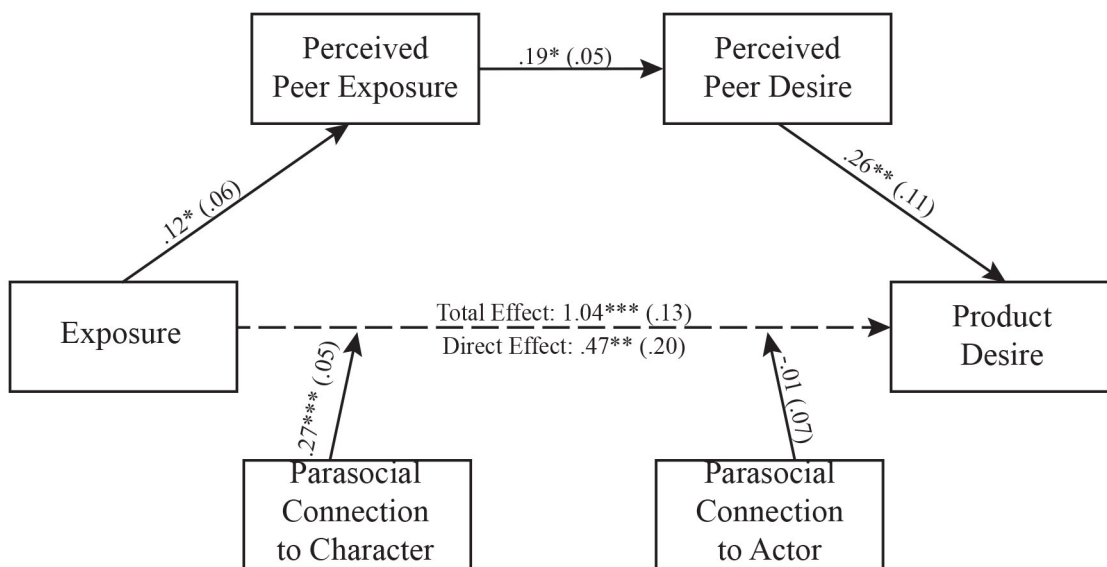 Perceived
Peer Exposure
.19* (.05)
Perceived
Peer Desire
.12* (.06)
.26** (.11)
Exposure
Total Effect: 1.04*** (.13)
Direct Effect: .47** (.20)
Product
Desire
.27*** (.05)
-.01 (.07)
Parasocial
Connection
to Character
Parasocial
Connection
to Actor